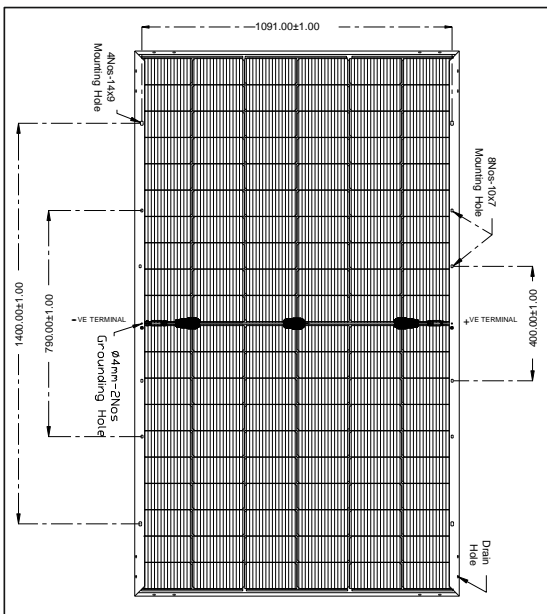 1091.00±1.00
4Nos-14x9
Mounting Hole
8Nos-10x7
Mounting Hole
1400.00±1.00
790.00±1.00
-VE TERMINAL
+VE TERMINAL
400.00±1.00
Ø4mm-2Nos
Grounding Hole
Drain
Hole